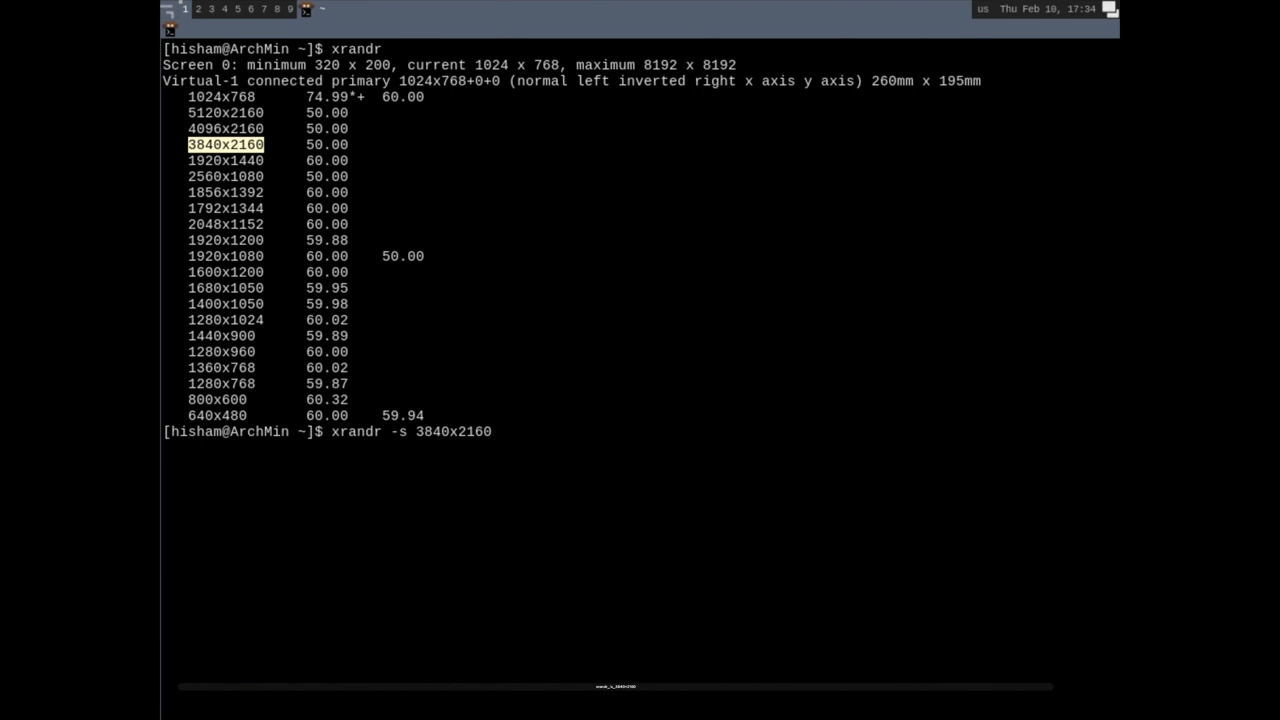 1 2 3 4 5 6 7 8 9 ~ us Thu Feb 10, 17:34
[hisham@ArchMin ~]$ xrandr
Screen 0: minimum 320 x 200, current 1024 x 768, maximum 8192 x 8192
Virtual-1 connected primary 1024x768+0+0 (normal left inverted right x axis y axis) 260mm x 195mm
1024x768 74.99*+ 60.00
5120x2160 50.00
4096x2160 50.00
3840x2160 50.00
1920x1440 60.00
2560x1080 50.00
1856x1392 60.00
1792x1344 60.00
2048x1152 60.00
1920x1200 59.88
1920x1080 60.00 50.00
1600x1200 60.00
1680x1050 59.95
1400x1050 59.98
1280x1024 60.02
1440x900 59.89
1280x960 60.00
1360x768 60.02
1280x768 59.87
800x600 60.32
640x480 60.00 59.94
[hisham@ArchMin ~]$ xrandr -s 3840x2160